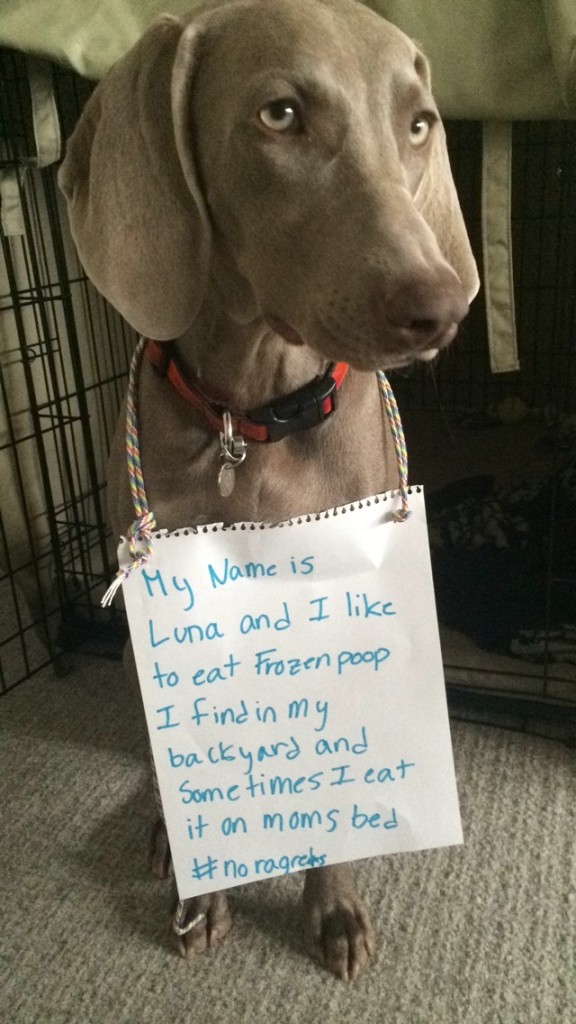 My Name is
Luna and I like
to eat Frozen poop
I find in my
backyard and
Sometimes I eat
it on moms bed
#noragrets